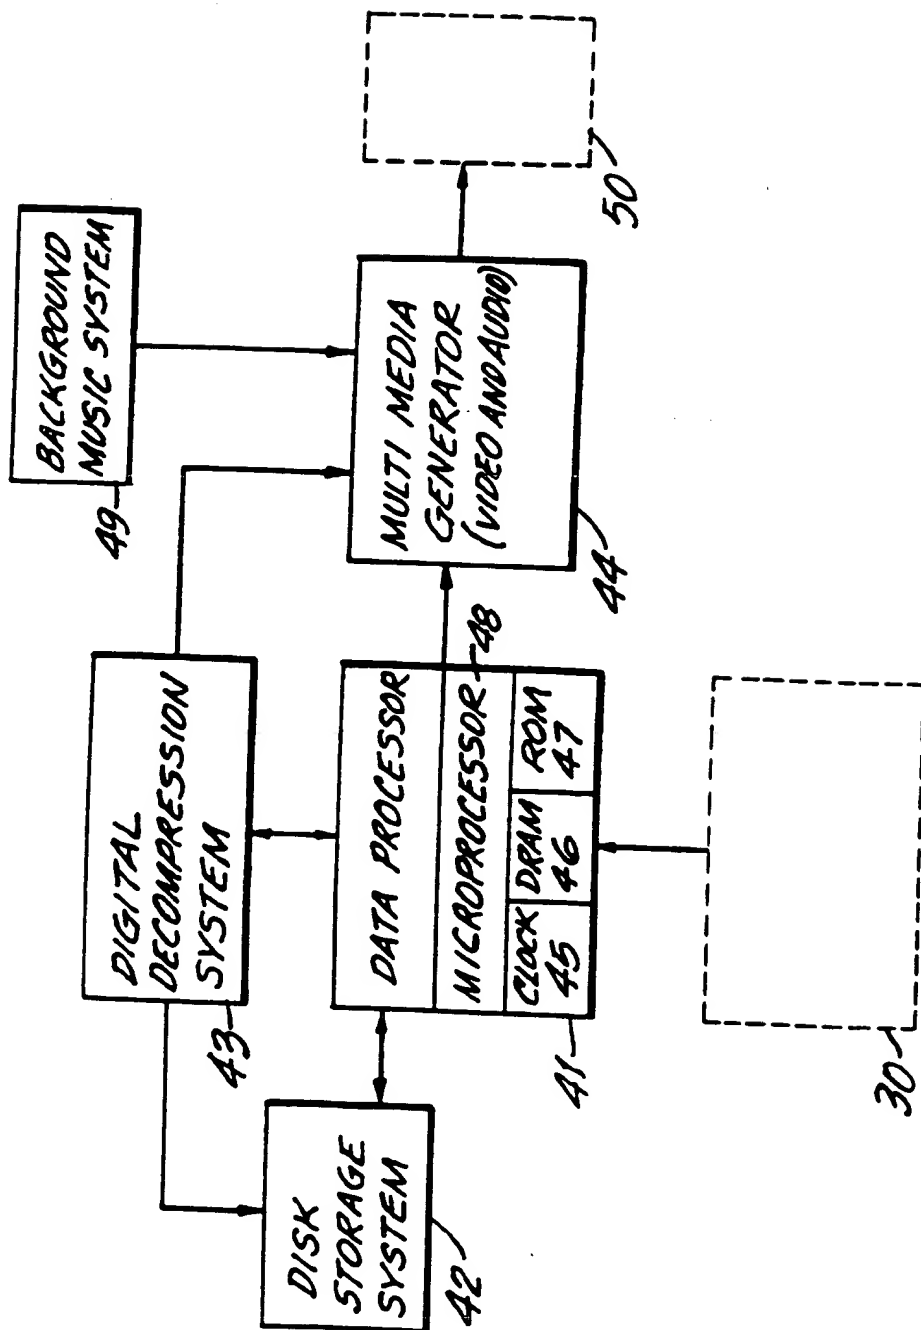 BACKGROUND
MUSIC SYSTEM
49
DIGITAL
DECOMPRESSION
SYSTEM
43
DISK
STORAGE
SYSTEM
42
DATA PROCESSOR
MICROPROCESSOR
48
CLOCK
45
DRAM
46
ROM
47
41
MULTI MEDIA
GENERATOR
(VIDEO AND AUDIO)
44
50
30